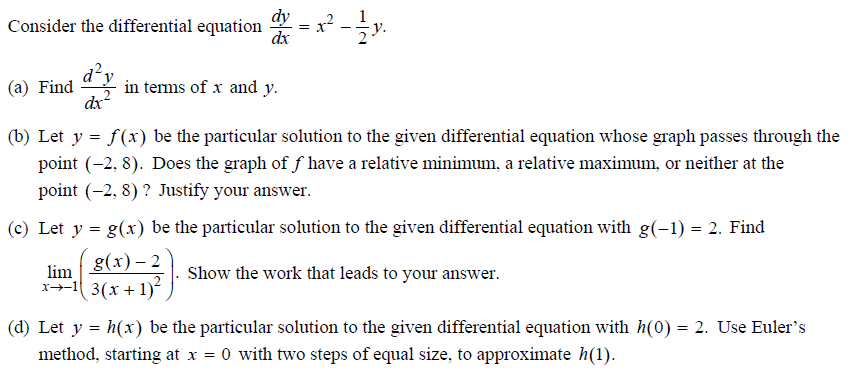 Consider the differential equation dy/dx = x² − 1/2 y.
(a) Find d²y/dx² in terms of x and y.
(b) Let y = f(x) be the particular solution to the given differential equation whose graph passes through the
point (−2, 8). Does the graph of f have a relative minimum, a relative maximum, or neither at the
point (−2, 8) ? Justify your answer.
(c) Let y = g(x) be the particular solution to the given differential equation with g(−1) = 2. Find
lim x→−1 ( (g(x) − 2) / (3(x + 1)²) ). Show the work that leads to your answer.
(d) Let y = h(x) be the particular solution to the given differential equation with h(0) = 2. Use Euler's
method, starting at x = 0 with two steps of equal size, to approximate h(1).